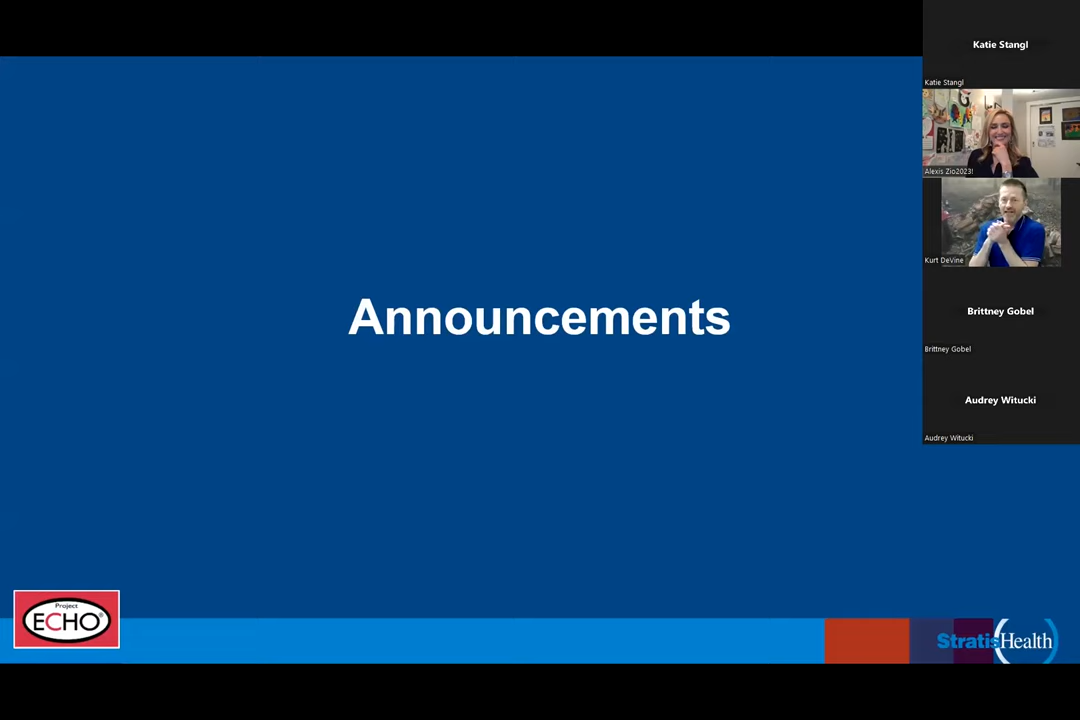 Katie Stangl
Katie Stangl
Alexis Zio2023!
Kurt DeVine
Brittney Gobel
Brittney Gobel
Audrey Witucki
Audrey Witucki
Announcements
Project
ECHO®
StratisHealth